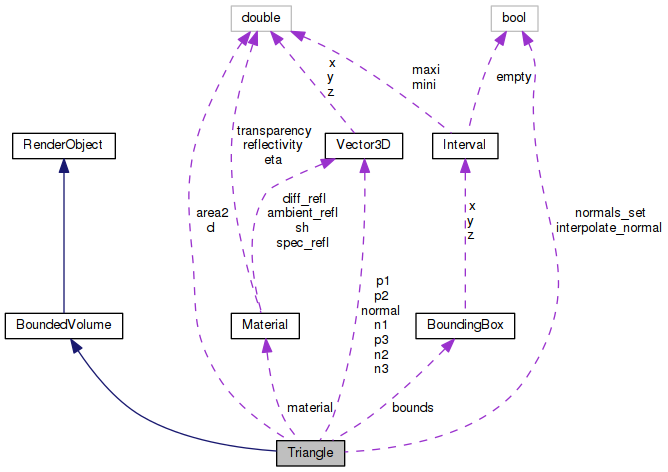 double
bool
x
y
z
maxi
mini
empty
transparency
reflectivity
eta
RenderObject
Vector3D
Interval
diff_refl
ambient_refl
sh
spec_refl
area2
d
x
y
z
normals_set
interpolate_normal
p1
p2
normal
n1
p3
n2
n3
BoundedVolume
Material
BoundingBox
material
bounds
Triangle